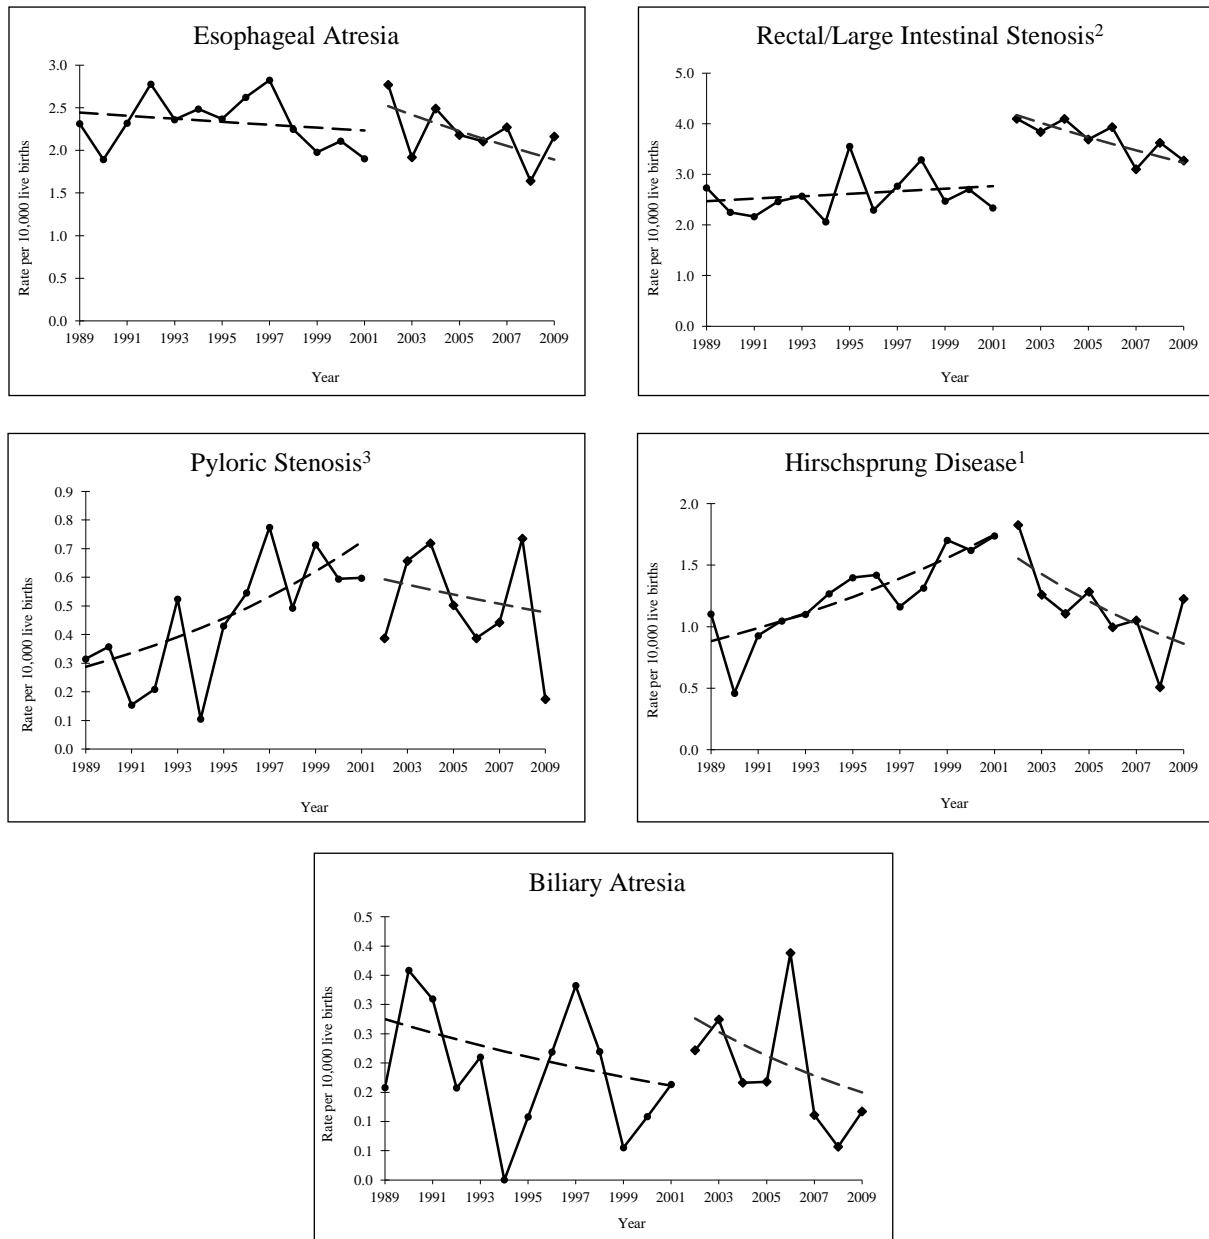 Esophageal Atresia
Rate per 10,000 live births
3.0
2.5
2.0
1.5
1.0
0.5
0.0
1989 1991 1993 1995 1997 1999 2001 2003 2005 2007 2009
Year
Rectal/Large Intestinal Stenosis²
Rate per 10,000 live births
5.0
4.0
3.0
2.0
1.0
0.0
1989 1991 1993 1995 1997 1999 2001 2003 2005 2007 2009
Year
Pyloric Stenosis³
Rate per 10,000 live births
0.9
0.8
0.7
0.6
0.5
0.4
0.3
0.2
0.1
0.0
1989 1991 1993 1995 1997 1999 2001 2003 2005 2007 2009
Year
Hirschsprung Disease¹
Rate per 10,000 live births
2.0
1.5
1.0
0.5
0.0
1989 1991 1993 1995 1997 1999 2001 2003 2005 2007 2009
Year
Biliary Atresia
Rate per 10,000 live births
0.5
0.4
0.4
0.3
0.3
0.2
0.2
0.1
0.1
0.0
1989 1991 1993 1995 1997 1999 2001 2003 2005 2007 2009
Year